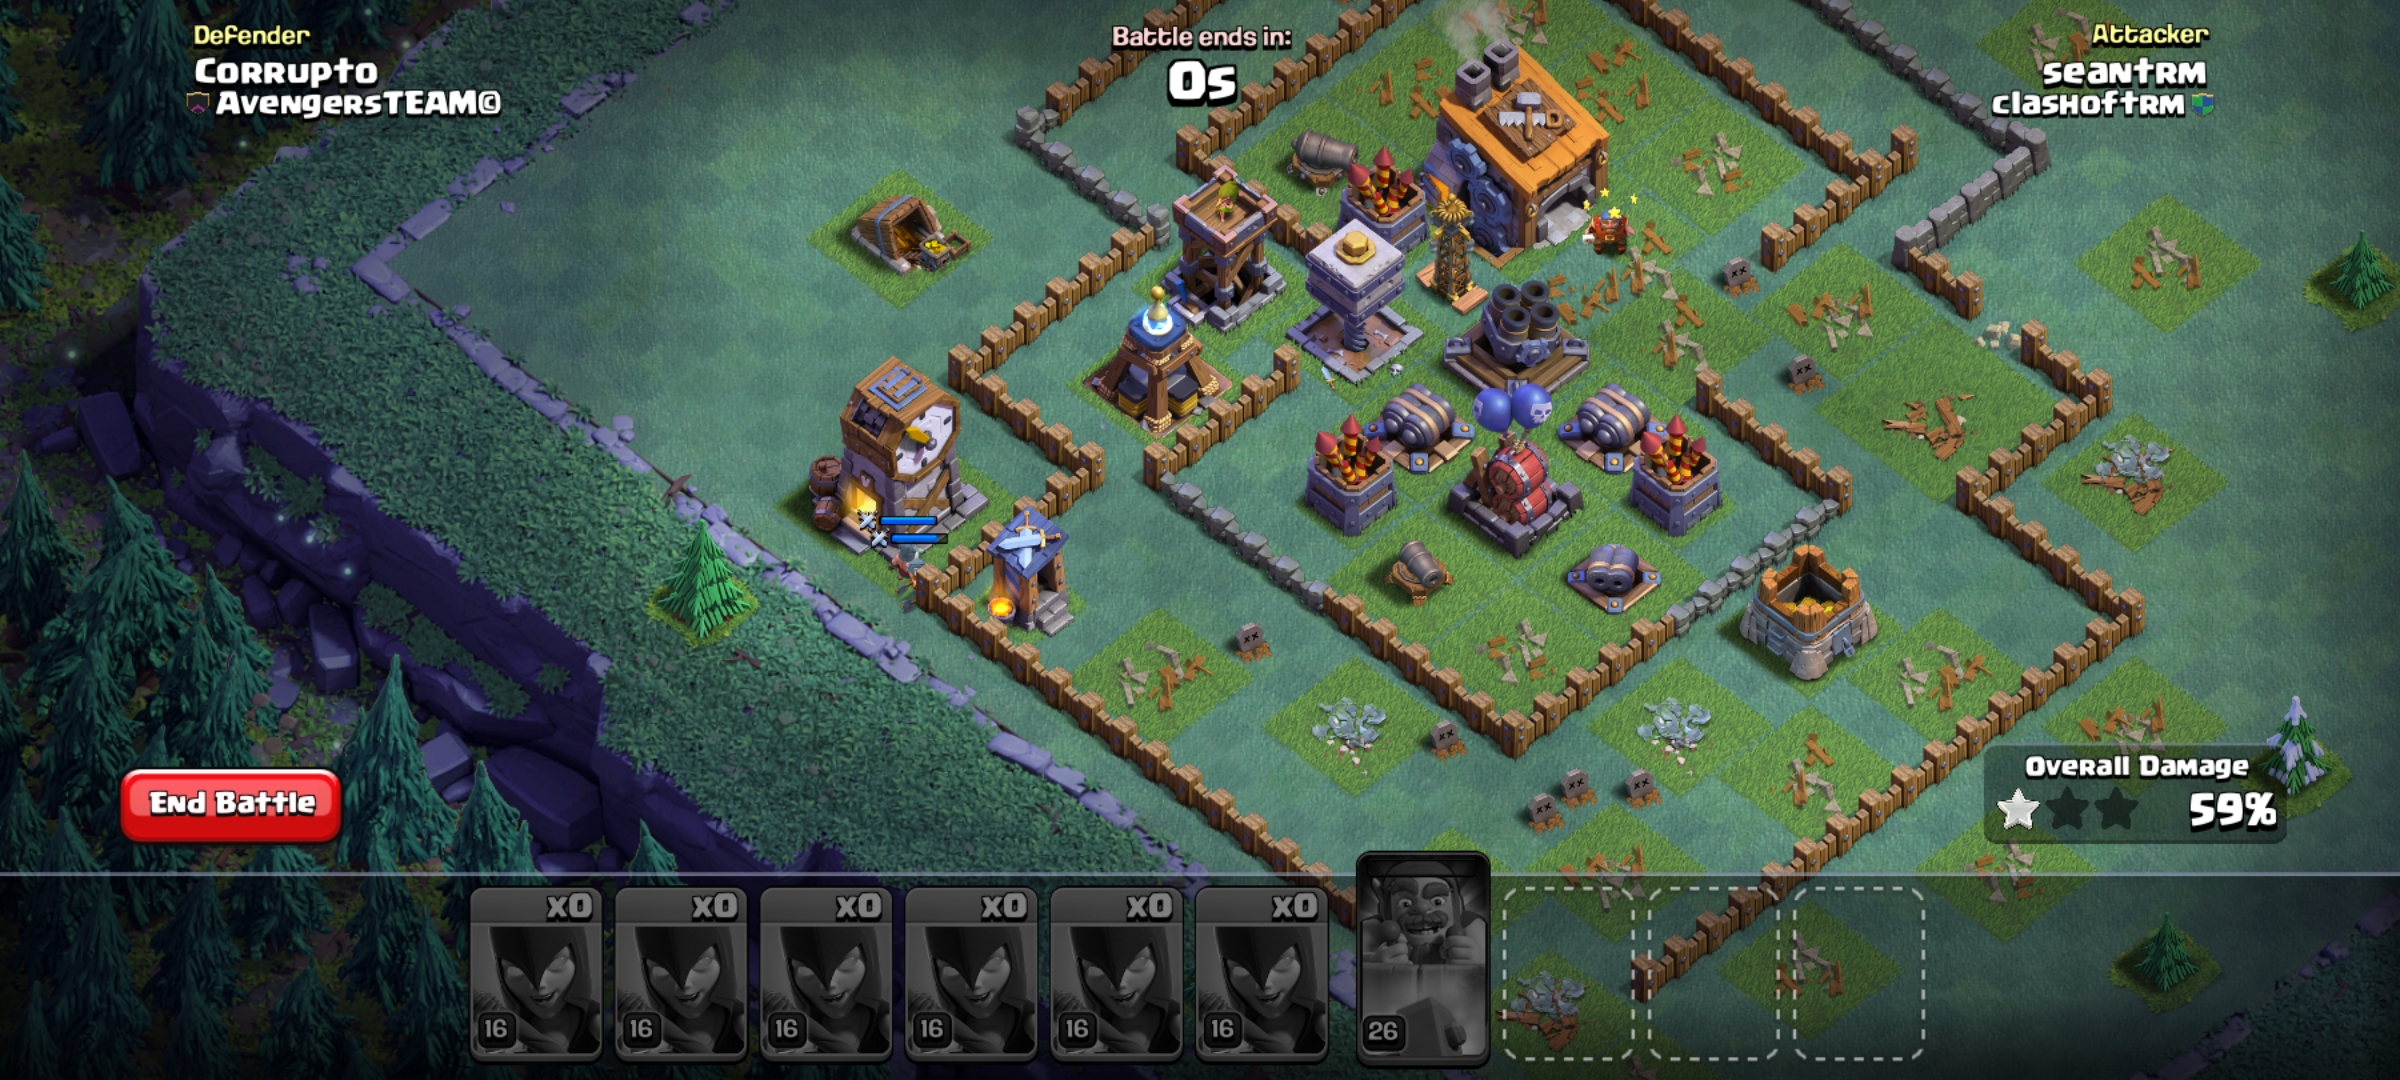 Defender
Corrupto
AvengersTEAM©
Battle ends in:
0s
Attacker
seantRM
clashoftRM
End Battle
Overall Damage
59%
x0
x0
x0
x0
x0
x0
16
16
16
16
16
16
26